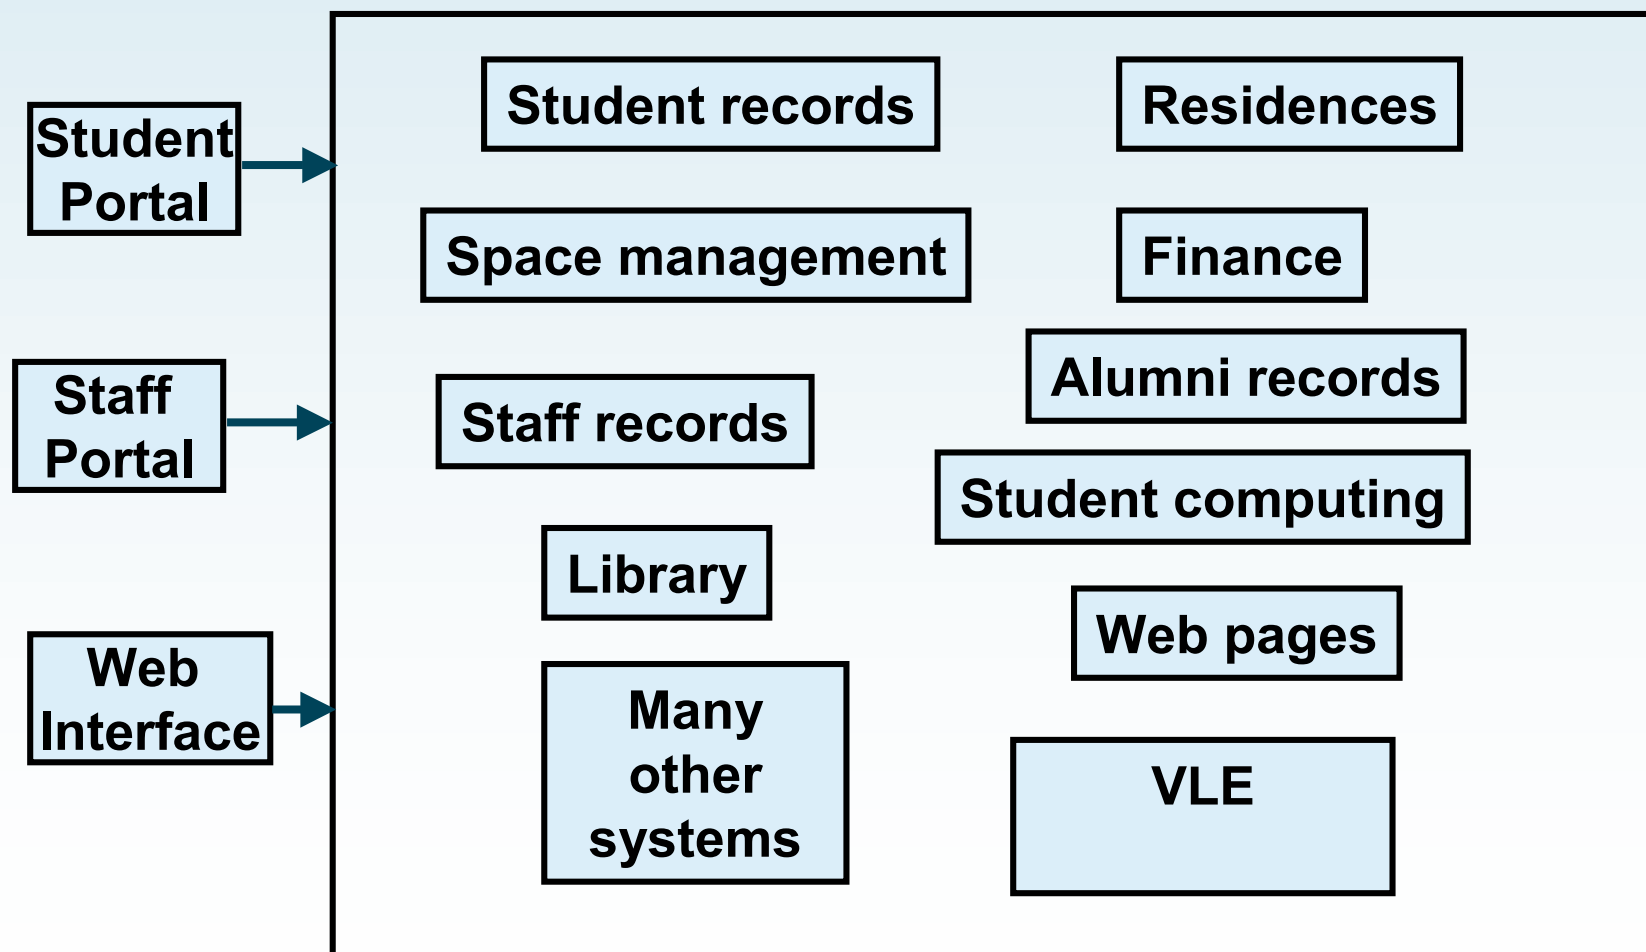 Student
Portal
Staff
Portal
Web
Interface
Student records
Residences
Space management
Finance
Alumni records
Staff records
Student computing
Library
Web pages
Many
other
systems
VLE